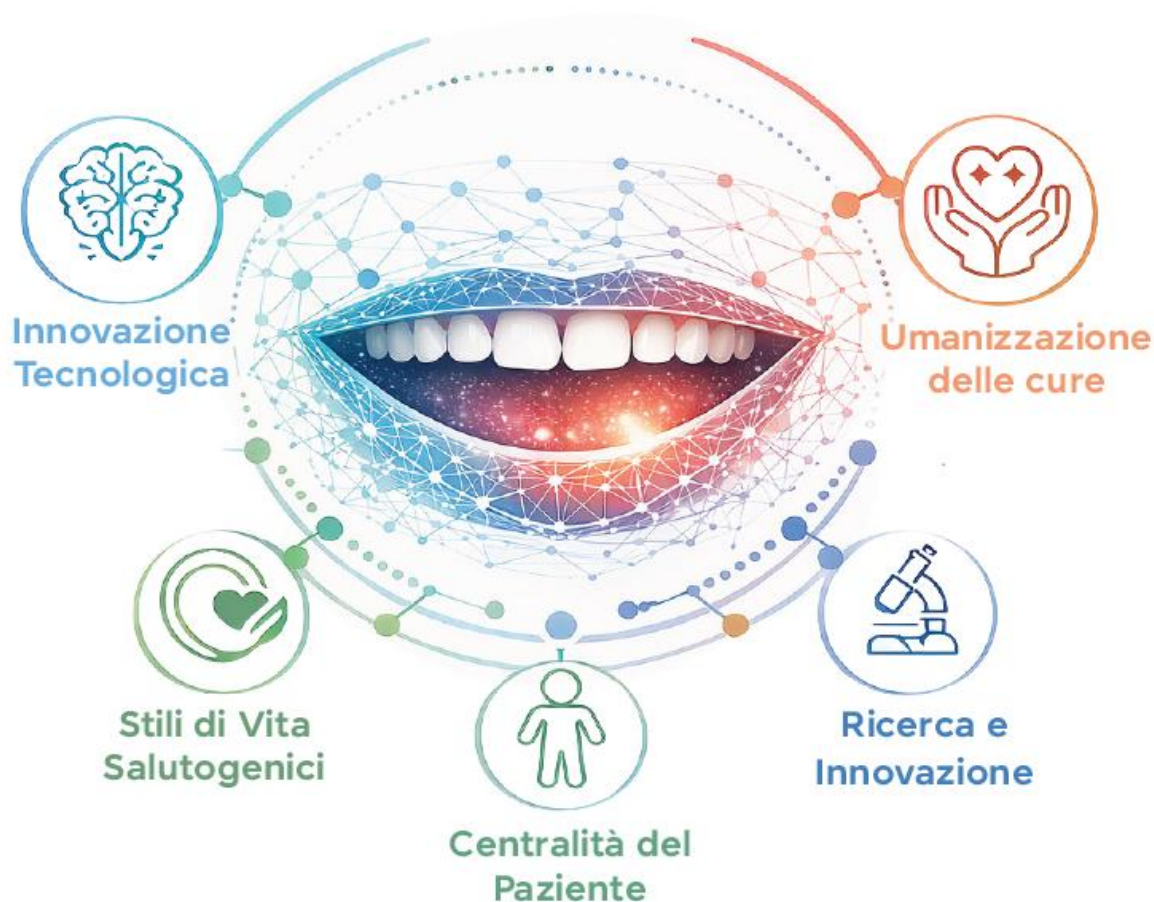 Innovazione
Tecnologica
Umanizzazione
delle cure
Stili di Vita
Salutogenici
Centralità del
Paziente
Ricerca e
Innovazione